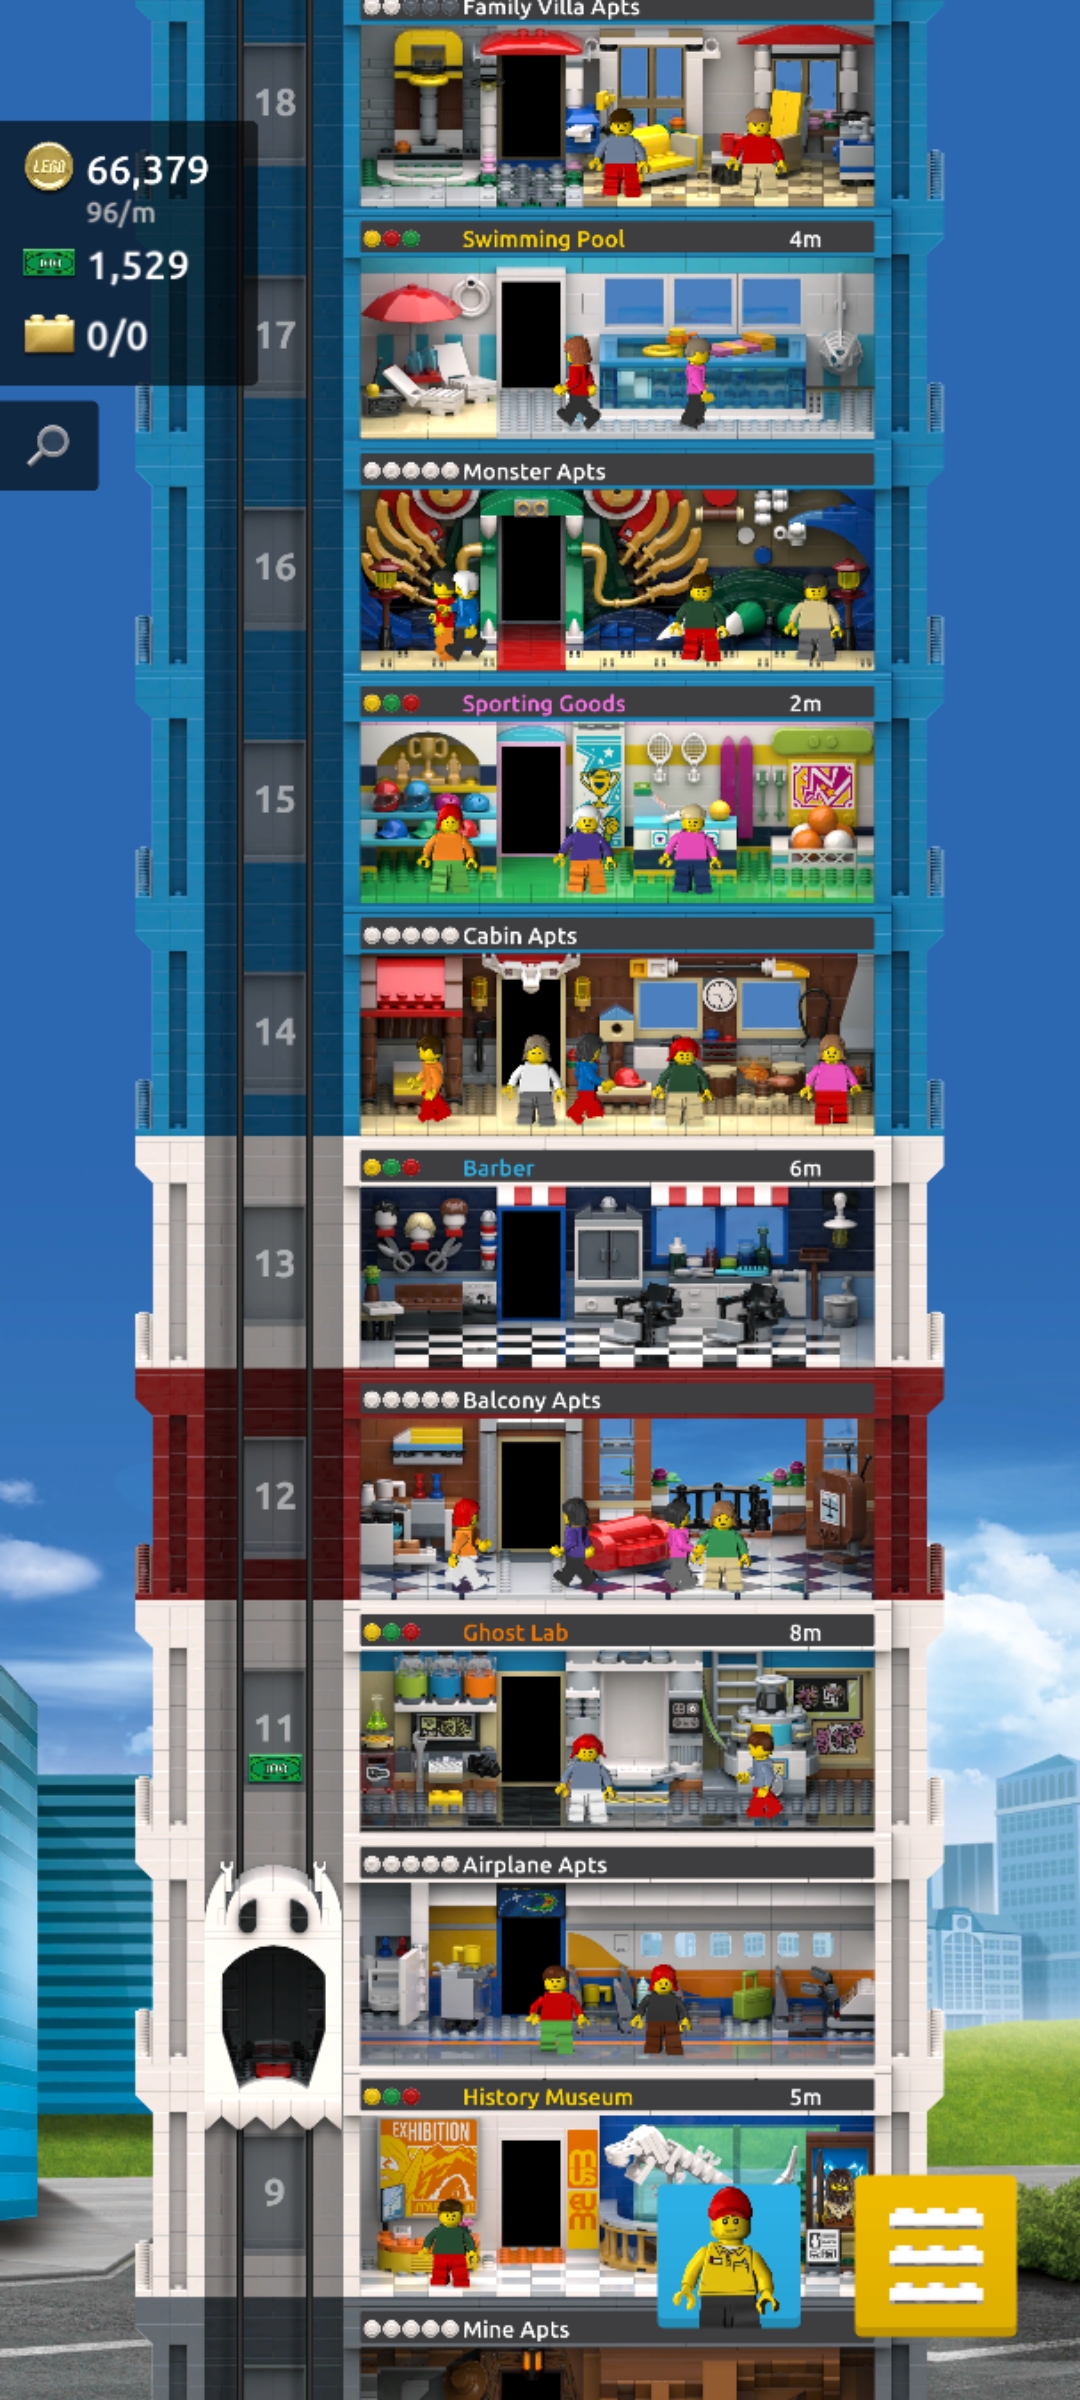 Family Villa Apts
18
LEGO
66,379
96/m
1,529
0/0
Swimming Pool 4m
17
Monster Apts
16
Sporting Goods 2m
15
Cabin Apts
14
Barber 6m
13
Balcony Apts
12
Ghost Lab 8m
11
Airplane Apts
History Museum 5m
EXHIBITION
MUS
EUM
9
Mine Apts